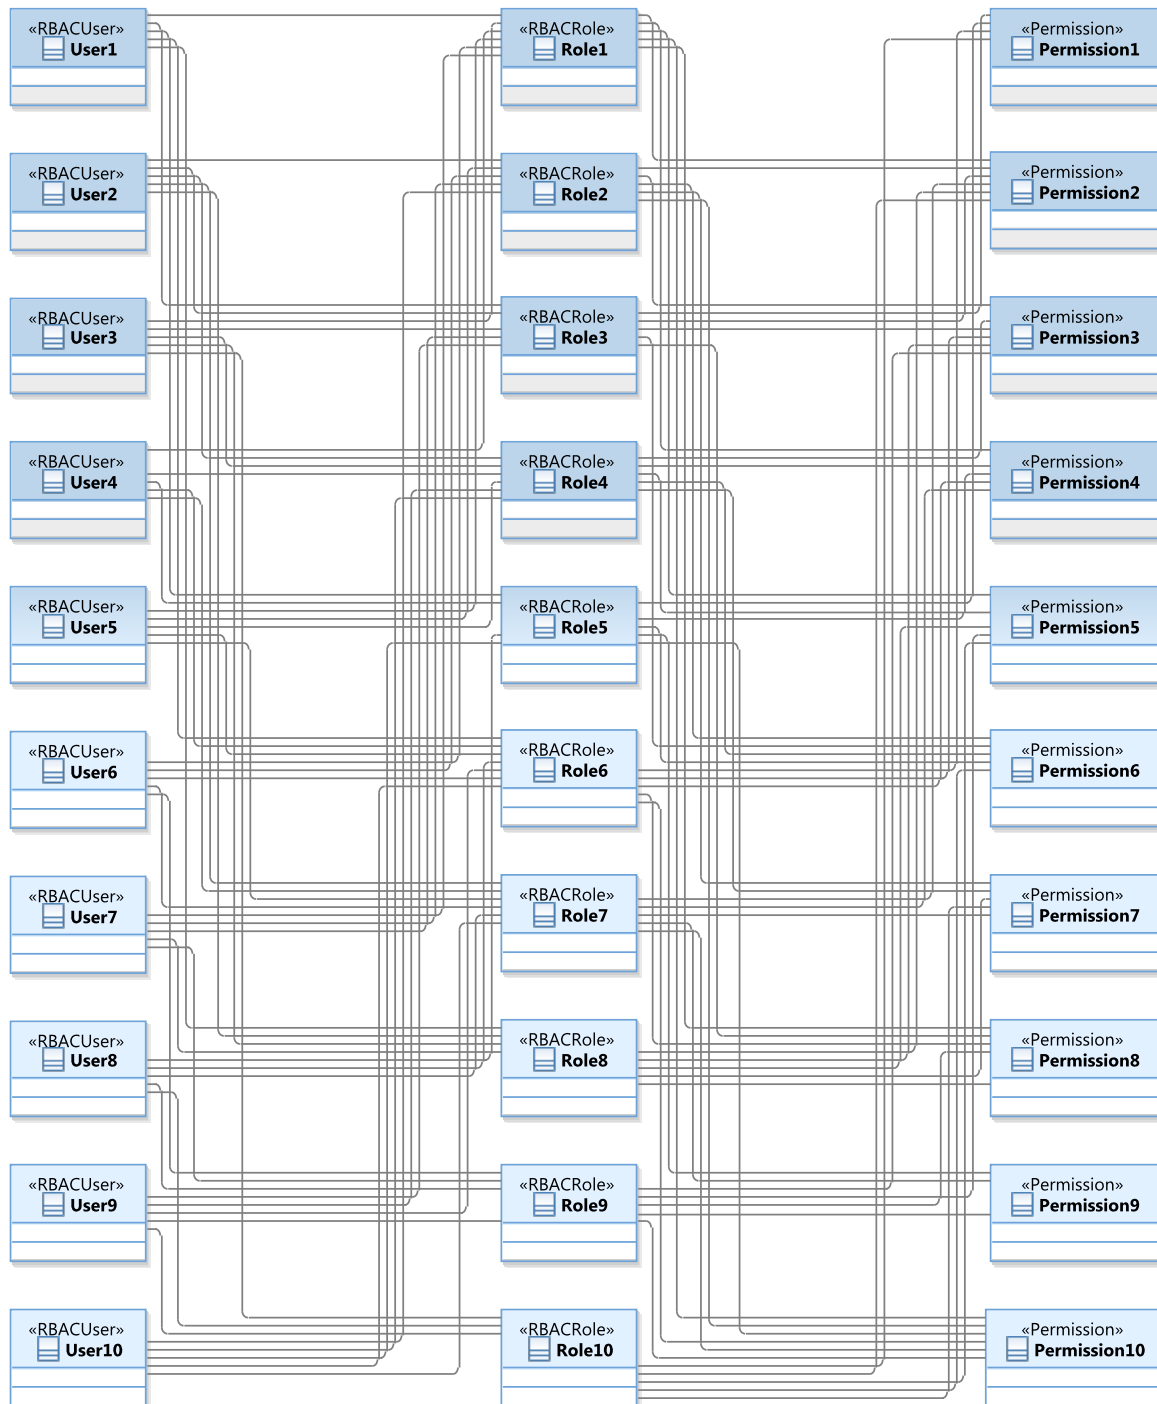 «RBACUser»
User1
«RBACRole»
Role1
«Permission»
Permission1
«RBACUser»
User2
«RBACRole»
Role2
«Permission»
Permission2
«RBACUser»
User3
«RBACRole»
Role3
«Permission»
Permission3
«RBACUser»
User4
«RBACRole»
Role4
«Permission»
Permission4
«RBACUser»
User5
«RBACRole»
Role5
«Permission»
Permission5
«RBACUser»
User6
«RBACRole»
Role6
«Permission»
Permission6
«RBACUser»
User7
«RBACRole»
Role7
«Permission»
Permission7
«RBACUser»
User8
«RBACRole»
Role8
«Permission»
Permission8
«RBACUser»
User9
«RBACRole»
Role9
«Permission»
Permission9
«RBACUser»
User10
«RBACRole»
Role10
«Permission»
Permission10